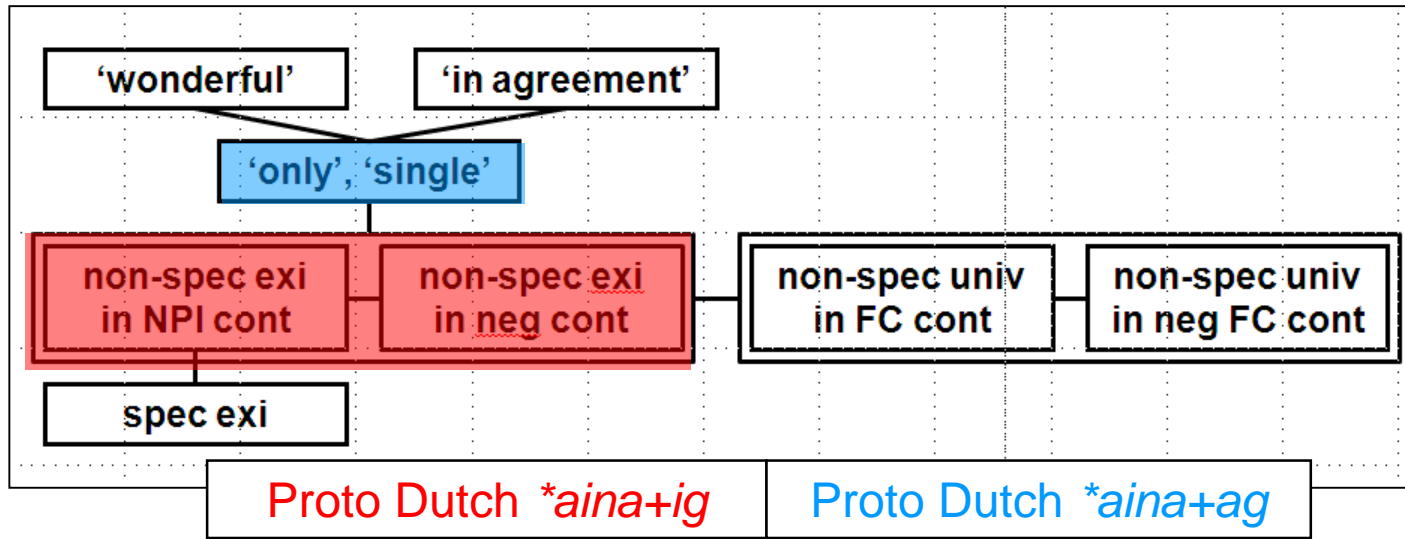 ‘wonderful’ ‘in agreement’
‘only’, ‘single’
non-spec exi non-spec exi non-spec univ non-spec univ
in NPI cont in neg cont in FC cont in neg FC cont
spec exi
Proto Dutch *aina+ig Proto Dutch *aina+ag